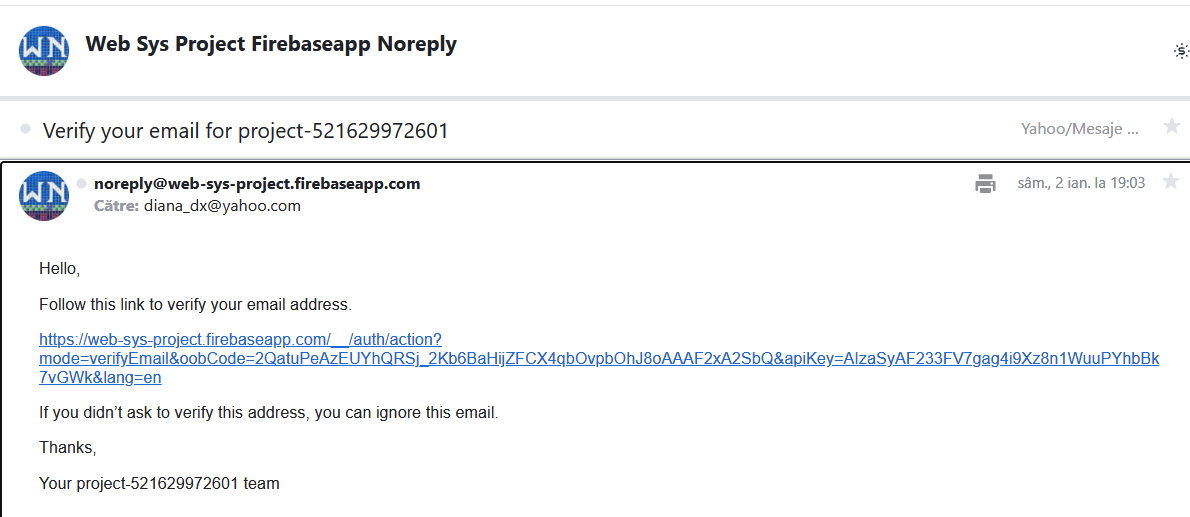 WN
Web Sys Project Firebaseapp Noreply
Verify your email for project-521629972601
Yahoo/Mesaje ...
WN
noreply@web-sys-project.firebaseapp.com
sâm., 2 ian. la 19:03
Către: diana_dx@yahoo.com
Hello,
Follow this link to verify your email address.
https://web-sys-project.firebaseapp.com/__/auth/action?
mode=verifyEmail&oobCode=2QatuPeAzEUYhQRSj_2Kb6BaHijZFCX4qbOvpbOhJ8oAAAF2xA2SbQ&apiKey=AIzaSyAF233FV7gag4i9Xz8n1WuuPYhbBk
7vGWk&lang=en
If you didn’t ask to verify this address, you can ignore this email.
Thanks,
Your project-521629972601 team